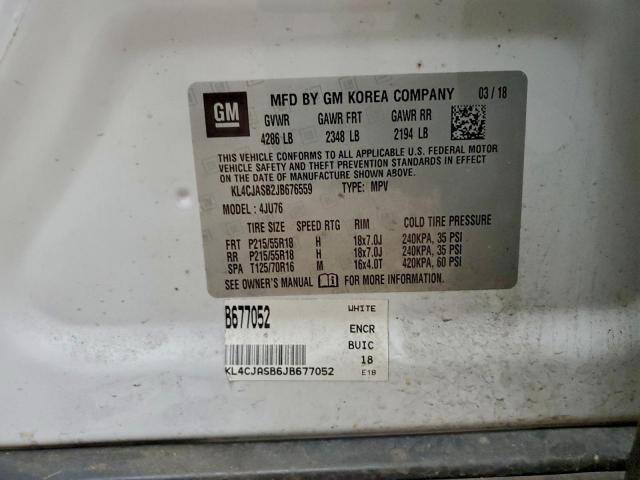 GM
MFD BY GM KOREA COMPANY 03/18
GVWR GAWR FRT GAWR RR
4286 LB 2348 LB 2194 LB
THIS VEHICLE CONFORMS TO ALL APPLICABLE U.S. FEDERAL MOTOR
VEHICLE SAFETY AND THEFT PREVENTION STANDARDS IN EFFECT ON
THE DATE OF MANUFACTURE SHOWN ABOVE.
KL4CJASB2JB676559 TYPE: MPV
MODEL: 4JU76
TIRE SIZE SPEED RTG RIM COLD TIRE PRESSURE
FRT P215/55R18 H 18x7.0J 240KPA, 35 PSI
RR P215/55R18 H 18x7.0J 240KPA, 35 PSI
SPA T125/70R16 M 16x4.0T 420KPA, 60 PSI
SEE OWNER'S MANUAL FOR MORE INFORMATION.
B677052 WHITE
ENCR
BUIC
18
KL4CJASB6JB677052 E18